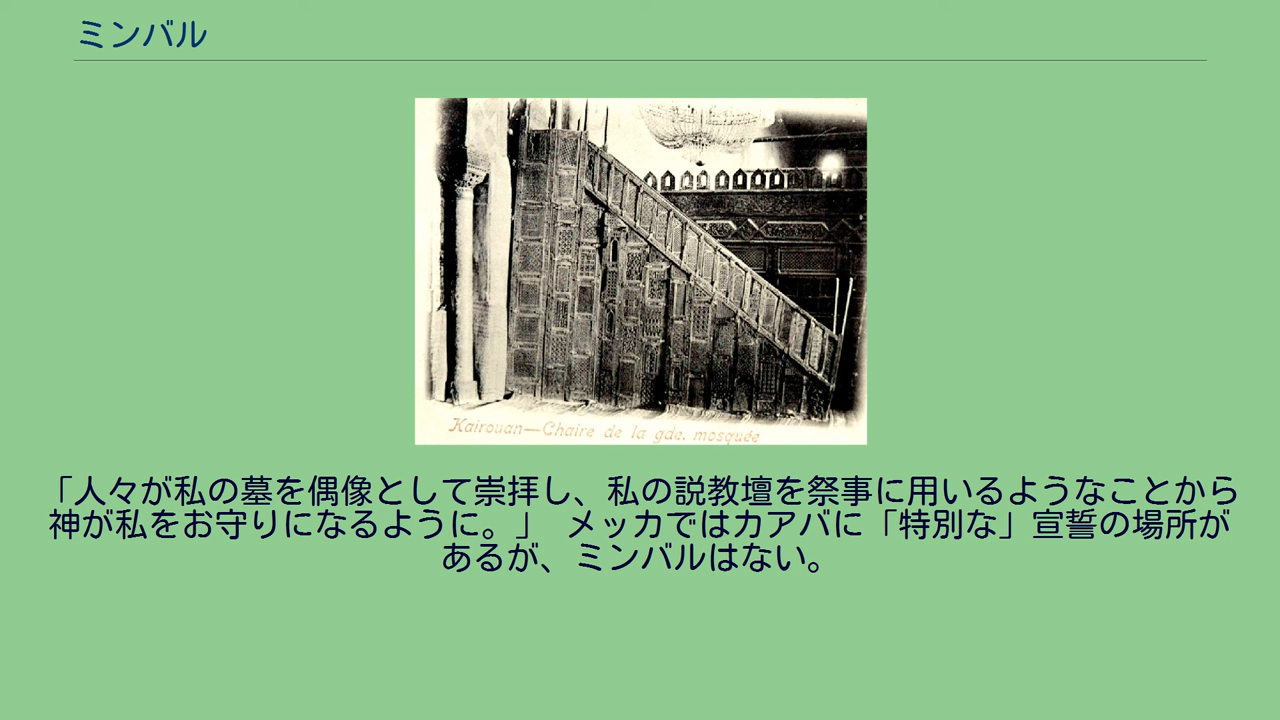 ミンバル
Kairouan—Chaire de la gde. mosquée
「人々が私の墓を偶像として崇拝し、私の説教壇を祭事に用いるようなことから
神が私をお守りになるように。」 メッカではカアバに「特別な」宣誓の場所が
あるが、ミンバルはない。